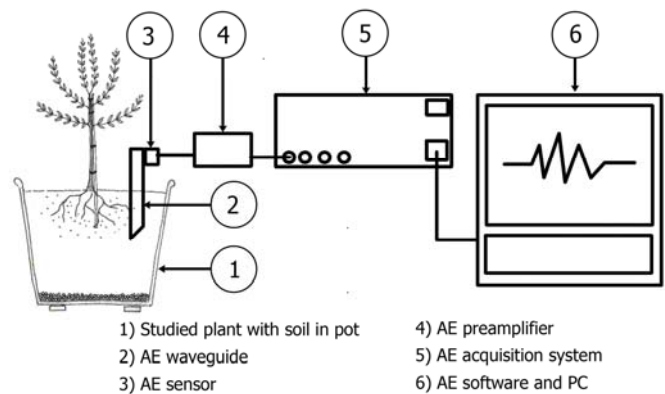 3
4
5
6
2
1
1) Studied plant with soil in pot
2) AE waveguide
3) AE sensor
4) AE preamplifier
5) AE acquisition system
6) AE software and PC